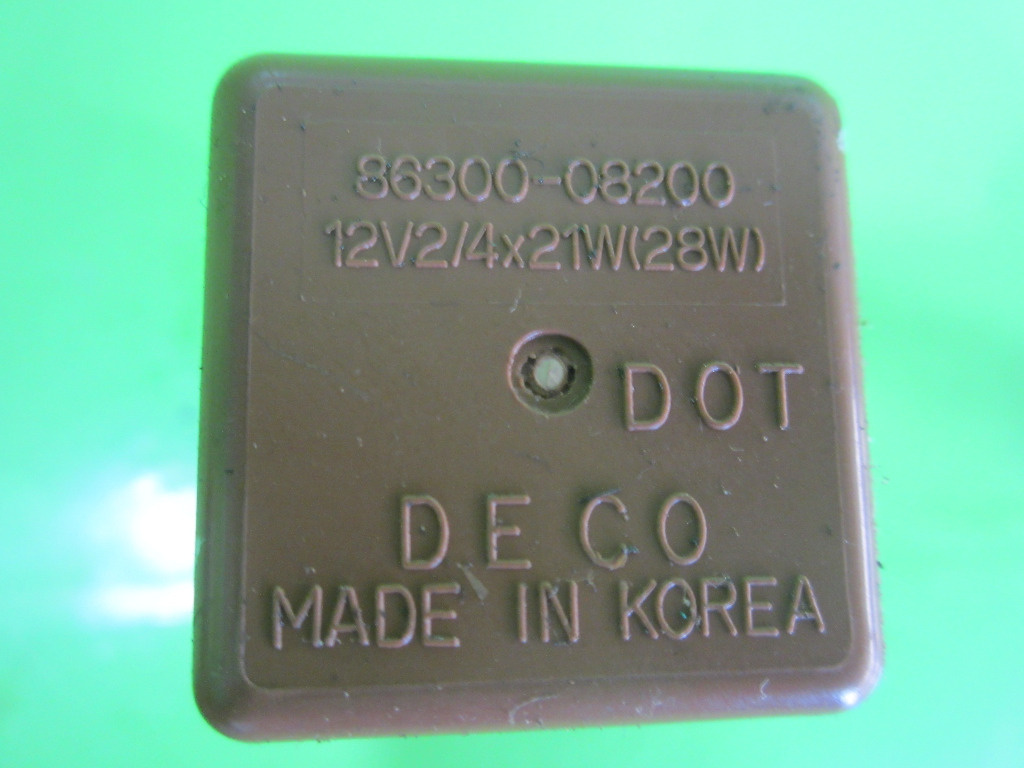 86300-08200
12V2/4x21W(28W)
DOT
DECO
MADE IN KOREA